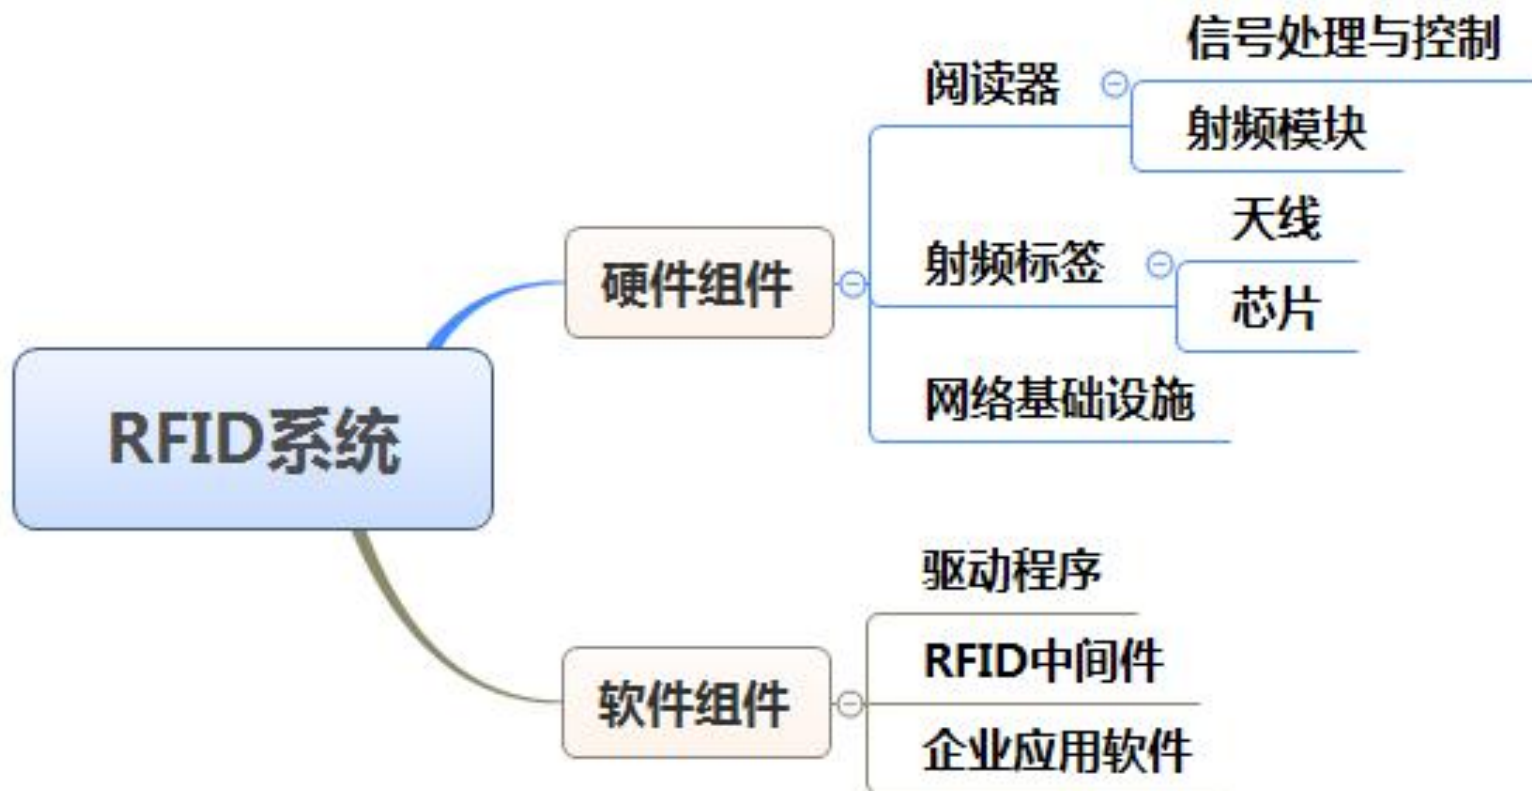 RFID系统
硬件组件
阅读器
信号处理与控制
射频模块
射频标签
天线
芯片
网络基础设施
软件组件
驱动程序
RFID中间件
企业应用软件